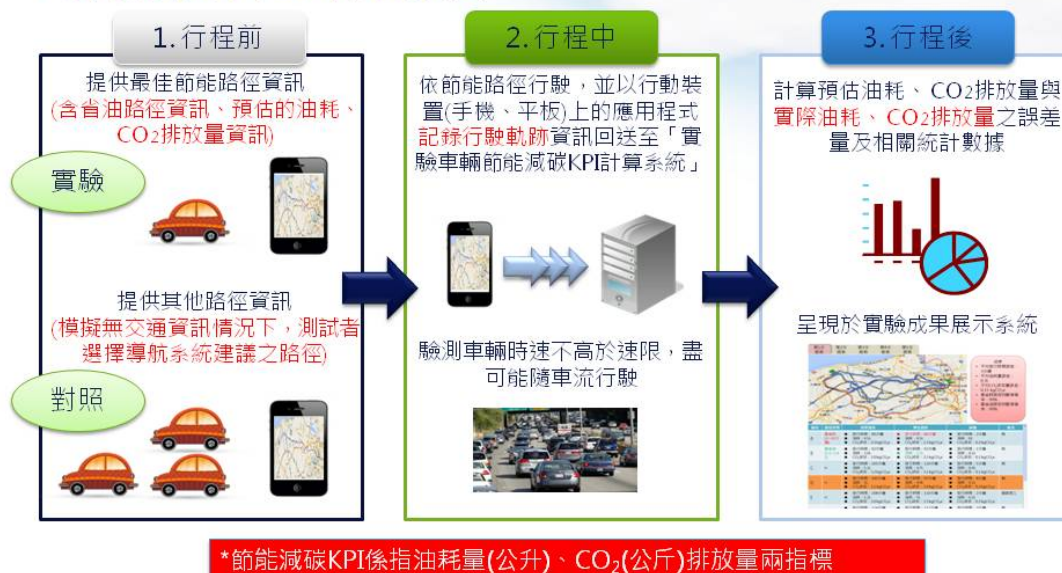 1.行程前
提供最佳節能路徑資訊
(含省油路徑資訊、預估的油耗、
CO2排放量資訊)
實驗
提供其他路徑資訊
(模擬無交通資訊情況下，測試者
選擇導航系統建議之路徑)
對照
2.行程中
依節能路徑行駛，並以行動裝
置(手機、平板)上的應用程式
記錄行駛軌跡資訊回送至「實
驗車輛節能減碳KPI計算系統」
驗測車輛時速不高於速限，盡
可能隨車流行駛
3.行程後
計算預估油耗、CO2排放量與
實際油耗、CO2排放量之誤差
量及相關統計數據
呈現於實驗成果展示系統
*節能減碳KPI係指油耗量(公升)、CO₂(公斤)排放量兩指標